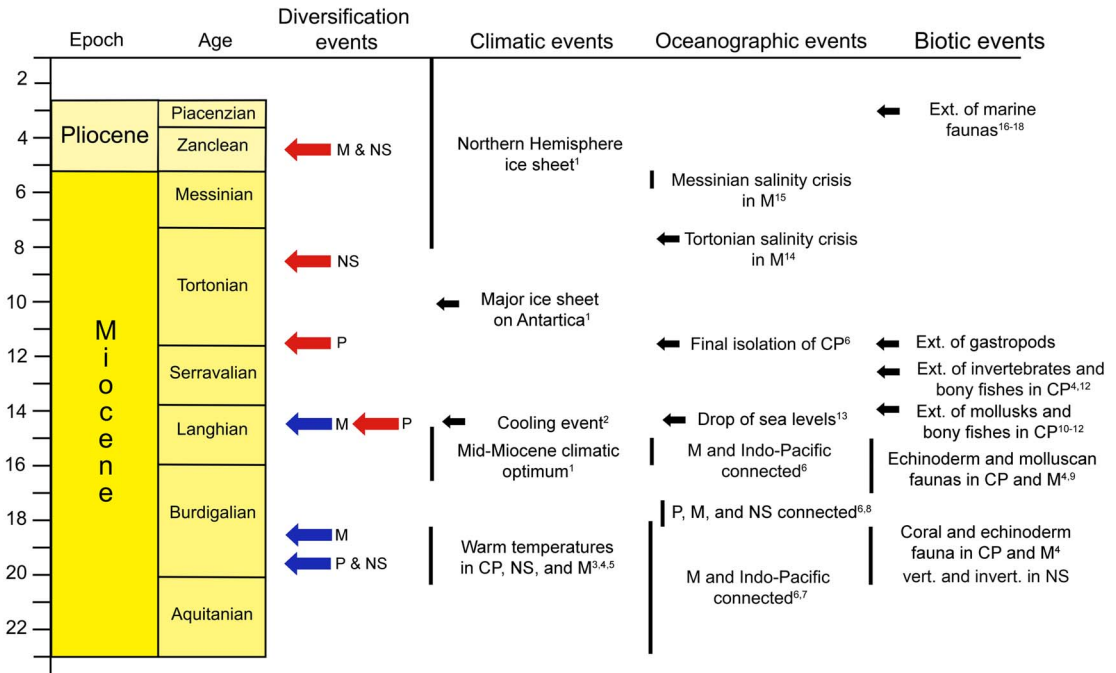 Epoch
Age
Diversification
events
Climatic events
Oceanographic events
Biotic events
2
4
6
8
10
12
14
16
18
20
22
Pliocene
Miocene
Piacenzian
Zanclean
Messinian
Tortonian
Serravalian
Langhian
Burdigalian
Aquitanian
M & NS
NS
P
M
P
M
P & NS
Northern Hemisphere
ice sheet¹
Major ice sheet
on Antartica¹
Cooling event²
Mid-Miocene climatic
optimum¹
Warm temperatures
in CP, NS, and M³,⁴,⁵
Messinian salinity crisis
in M¹⁵
Tortonian salinity crisis
in M¹⁴
Final isolation of CP⁶
Drop of sea levels¹³
M and Indo-Pacific
connected⁶
P, M, and NS connected⁶,⁸
M and Indo-Pacific
connected⁶,⁷
Ext. of marine
faunas¹⁶⁻¹⁸
Ext. of gastropods
Ext. of invertebrates and
bony fishes in CP⁴,¹²
Ext. of mollusks and
bony fishes in CP¹⁰⁻¹²
Echinoderm and molluscan
faunas in CP and M⁴,⁹
Coral and echinoderm
fauna in CP and M⁴
vert. and invert. in NS